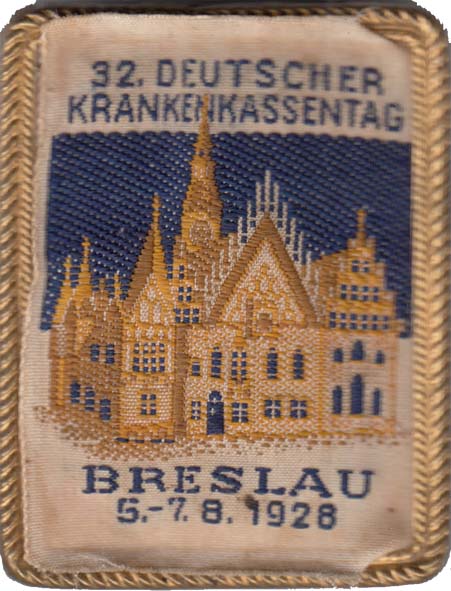 32. DEUTSCHER
KRANKENKASSENTAG
BRESLAU
5.-7. 8. 1928